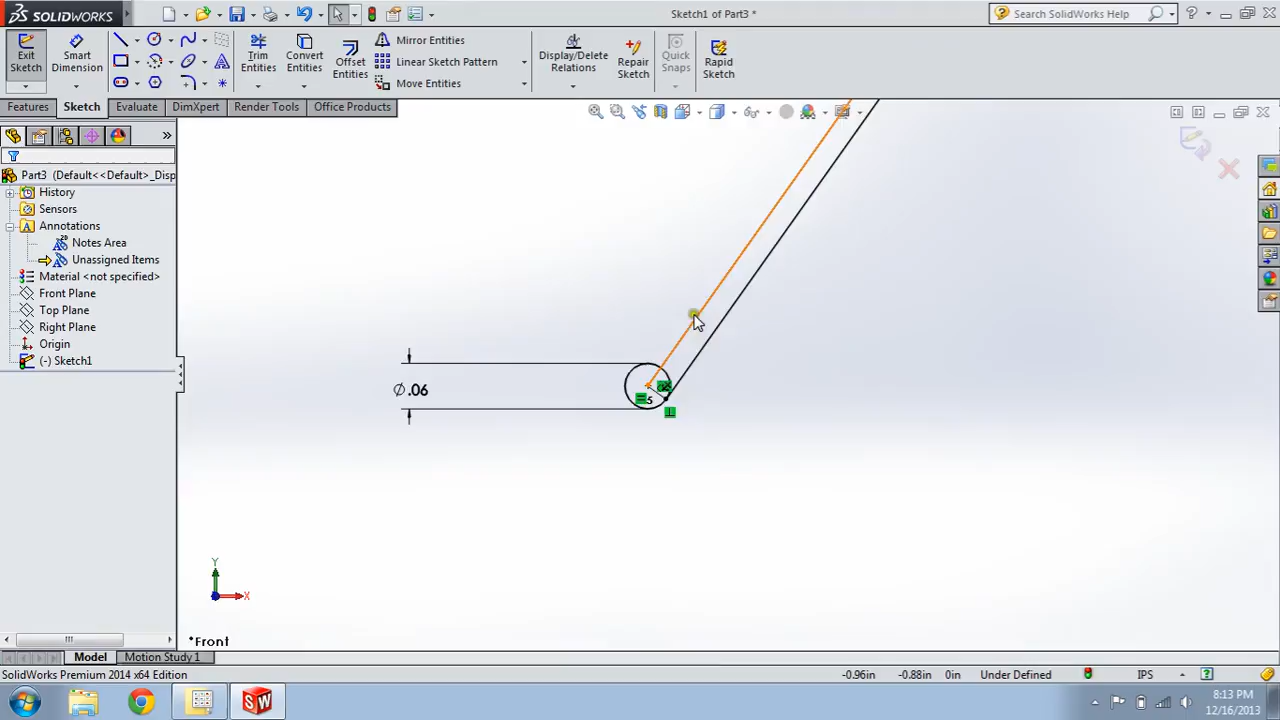 SOLIDWORKS
Sketch1 of Part3 *
Search SolidWorks Help
Exit Sketch
Smart Dimension
Trim Entities
Convert Entities
Offset Entities
Mirror Entities
Linear Sketch Pattern
Move Entities
Display/Delete Relations
Repair Sketch
Quick Snaps
Rapid Sketch
Features
Sketch
Evaluate
DimXpert
Render Tools
Office Products
Part3 (Default<<Default>_Disp
History
Sensors
Annotations
Notes Area
Unassigned Items
Material <not specified>
Front Plane
Top Plane
Right Plane
Origin
(-) Sketch1
∅.06
5
Y
X
*Front
Model
Motion Study 1
SolidWorks Premium 2014 x64 Edition
-0.96in
-0.88in
0in
Under Defined
IPS
8:13 PM
12/16/2013